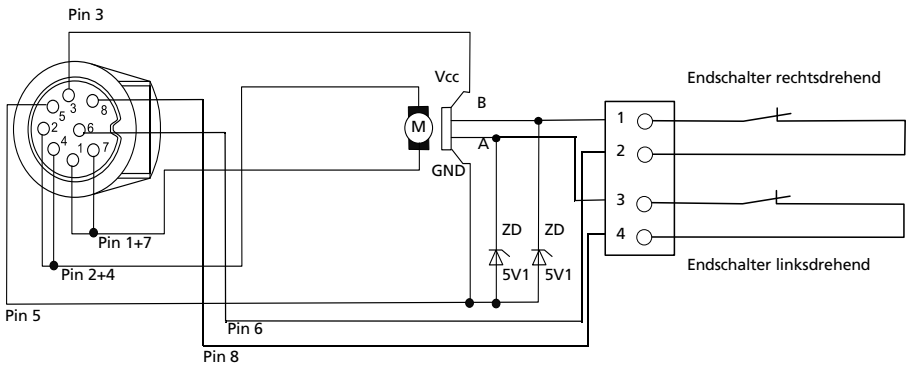 Pin 3
Vcc
B
M
A
GND
3
8
5
2
6
4
1
7
Pin 1+7
Pin 2+4
Pin 5
Pin 6
Pin 8
ZD
5V1
ZD
5V1
Endschalter rechtsdrehend
1
2
3
4
Endschalter linksdrehend